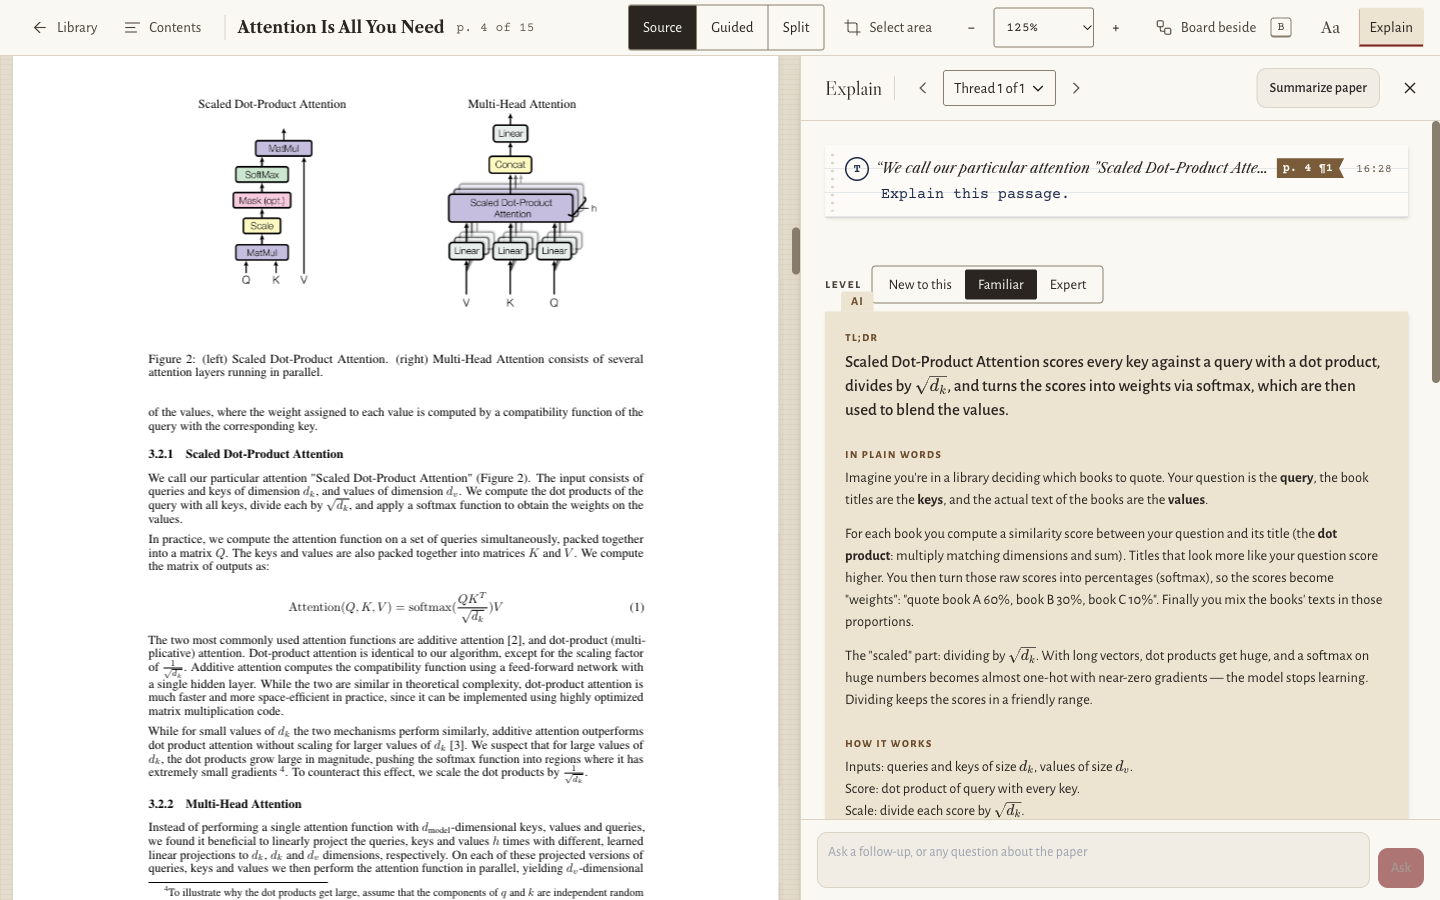 Library
Contents
Attention Is All You Need
p. 4 of 15
Source
Guided
Split
Select area
−
125%
+
Board beside
B
Aa
Explain
Scaled Dot-Product Attention
MatMul
SoftMax
Mask (opt.)
Scale
MatMul
Q K V
Multi-Head Attention
Linear
Concat
Scaled Dot-Product
Attention
h
Linear Linear Linear
V K Q
Figure 2: (left) Scaled Dot-Product Attention. (right) Multi-Head Attention consists of several
attention layers running in parallel.
of the values, where the weight assigned to each value is computed by a compatibility function of the
query with the corresponding key.
3.2.1 Scaled Dot-Product Attention
We call our particular attention "Scaled Dot-Product Attention" (Figure 2). The input consists of
queries and keys of dimension d_k, and values of dimension d_v. We compute the dot products of the
query with all keys, divide each by √d_k, and apply a softmax function to obtain the weights on the
values.
In practice, we compute the attention function on a set of queries simultaneously, packed together
into a matrix Q. The keys and values are also packed together into matrices K and V. We compute
the matrix of outputs as:
Attention(Q, K, V) = softmax(QK^T/√d_k)V (1)
The two most commonly used attention functions are additive attention [2], and dot-product (multi-
plicative) attention. Dot-product attention is identical to our algorithm, except for the scaling factor
of 1/√d_k. Additive attention computes the compatibility function using a feed-forward network with
a single hidden layer. While the two are similar in theoretical complexity, dot-product attention is
much faster and more space-efficient in practice, since it can be implemented using highly optimized
matrix multiplication code.
While for small values of d_k the two mechanisms perform similarly, additive attention outperforms
dot product attention without scaling for larger values of d_k [3]. We suspect that for large values of
d_k, the dot products grow large in magnitude, pushing the softmax function into regions where it has
extremely small gradients 4. To counteract this effect, we scale the dot products by 1/√d_k.
3.2.2 Multi-Head Attention
Instead of performing a single attention function with d_model-dimensional keys, values and queries,
we found it beneficial to linearly project the queries, keys and values h times with different, learned
linear projections to d_k, d_k and d_v dimensions, respectively. On each of these projected versions of
queries, keys and values we then perform the attention function in parallel, yielding d_v-dimensional
4To illustrate why the dot products get large, assume that the components of q and k are independent random
Explain
Thread 1 of 1
Summarize paper
T
“We call our particular attention "Scaled Dot-Product Atte…
p. 4 ¶1
16:28
Explain this passage.
LEVEL
New to this
Familiar
Expert
AI
TL;DR
Scaled Dot-Product Attention scores every key against a query with a dot product,
divides by √d_k, and turns the scores into weights via softmax, which are then
used to blend the values.
IN PLAIN WORDS
Imagine you're in a library deciding which books to quote. Your question is the query, the book
titles are the keys, and the actual text of the books are the values.
For each book you compute a similarity score between your question and its title (the dot
product: multiply matching dimensions and sum). Titles that look more like your question score
higher. You then turn those raw scores into percentages (softmax), so the scores become
"weights": "quote book A 60%, book B 30%, book C 10%". Finally you mix the books' texts in those
proportions.
The "scaled" part: dividing by √d_k. With long vectors, dot products get huge, and a softmax on
huge numbers becomes almost one-hot with near-zero gradients — the model stops learning.
Dividing keeps the scores in a friendly range.
HOW IT WORKS
Inputs: queries and keys of size d_k, values of size d_v.
Score: dot product of query with every key.
Scale: divide each score by √d_k.
Ask a follow-up, or any question about the paper
Ask